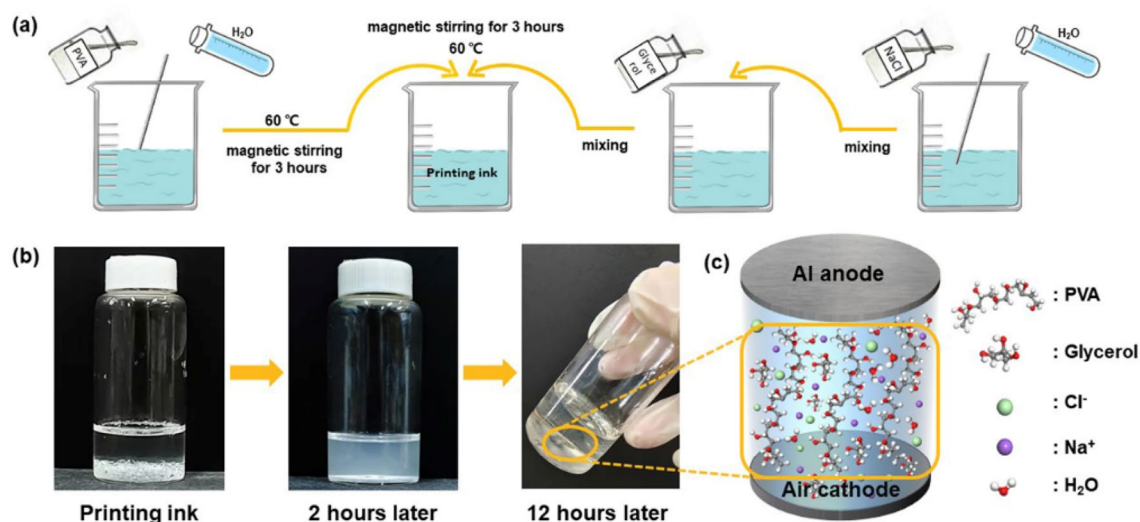 (a)
PVA
H₂O
60 ℃
magnetic stirring
for 3 hours
magnetic stirring for 3 hours
60 ℃
Printing ink
mixing
Glyce
rol
mixing
NaCl
H₂O
(b)
Printing ink
2 hours later
12 hours later
(c)
Al anode
Air cathode
: PVA
: Glycerol
: Cl⁻
: Na⁺
: H₂O